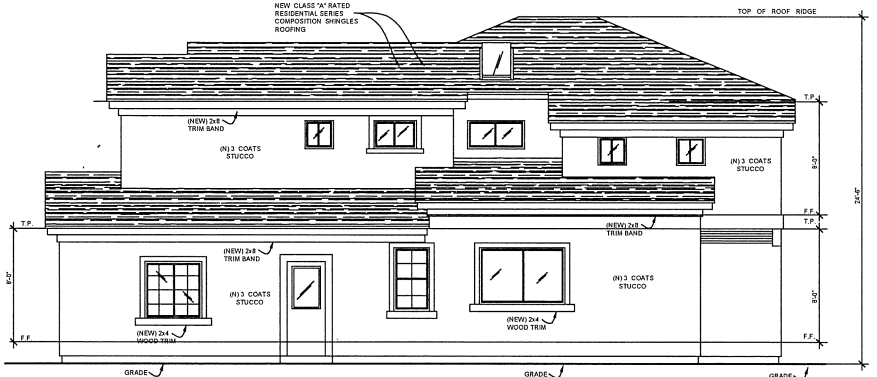 NEW CLASS "A" RATED
RESIDENTIAL SERIES
COMPOSITION SHINGLES
ROOFING
TOP OF ROOF RIDGE
T.P.
(NEW) 2x8
TRIM BAND
(N) 3 COATS
STUCCO
(N) 3 COATS
STUCCO
8'-0"
24'-6"
F.F.
T.P.
T.P.
(NEW) 2x8
TRIM BAND
(NEW) 2x8
TRIM BAND
(N) 3 COATS
STUCCO
(N) 3 COATS
STUCCO
8'-0"
8'-0"
(NEW) 2x4
WOOD TRIM
(NEW) 2x4
WOOD TRIM
F.F.
F.F.
GRADE
GRADE
GRADE